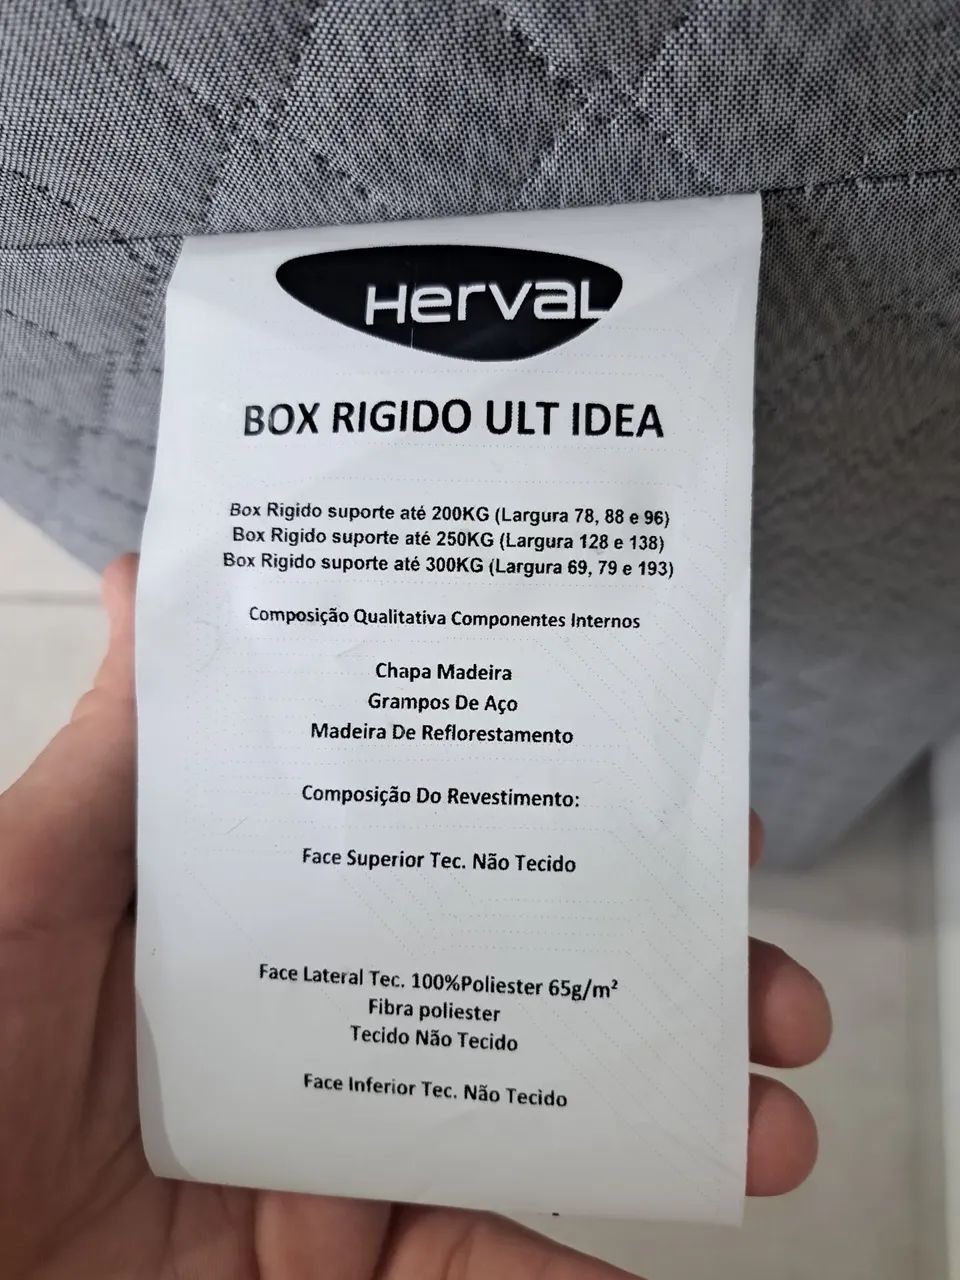 Herval
BOX RIGIDO ULT IDEA
Box Rigido suporte até 200KG (Largura 78, 88 e 96)
Box Rigido suporte até 250KG (Largura 128 e 138)
Box Rigido suporte até 300KG (Largura 69, 79 e 193)
Composição Qualitativa Componentes Internos
Chapa Madeira
Grampos De Aço
Madeira De Reflorestamento
Composição Do Revestimento:
Face Superior Tec. Não Tecido
Face Lateral Tec. 100%Poliester 65g/m²
Fibra poliester
Tecido Não Tecido
Face Inferior Tec. Não Tecido